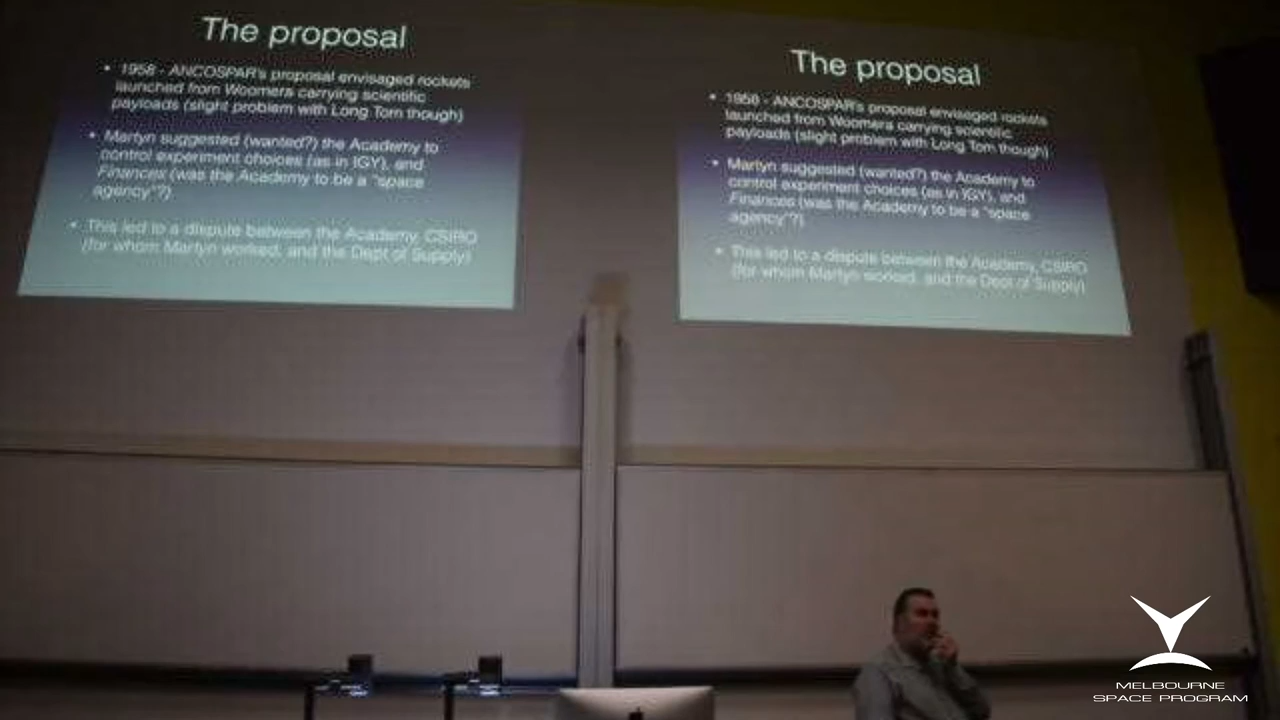 The proposal
• 1958 - ANCOSPAR's proposal envisaged rockets
launched from Woomera carrying scientific
payloads (slight problem with Long Tom though)
• Martyn suggested (wanted?) the Academy to
control experiment choices (as in IGY), and
Finances (was the Academy to be a "space
agency"?)
• This led to a dispute between the Academy, CSIRO
(for whom Martyn worked, and the Dept of Supply)
The proposal
• 1958 - ANCOSPAR's proposal envisaged rockets
launched from Woomera carrying scientific
payloads (slight problem with Long Tom though)
• Martyn suggested (wanted?) the Academy to
control experiment choices (as in IGY), and
Finances (was the Academy to be a "space
agency"?)
• This led to a dispute between the Academy, CSIRO
(for whom Martyn worked, and the Dept of Supply)
MELBOURNE
SPACE PROGRAM